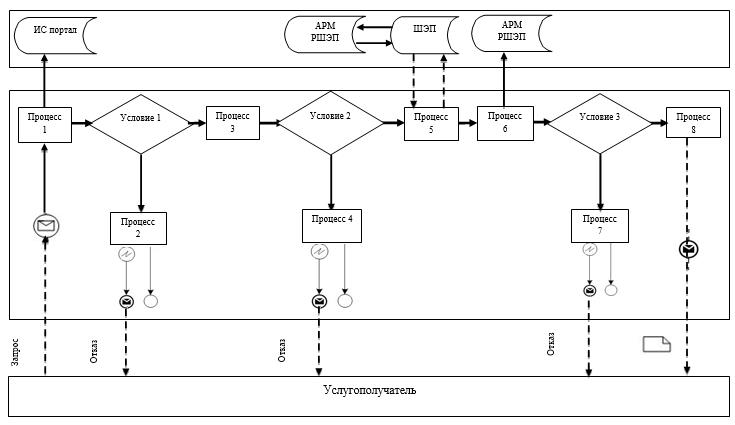 ИС портал
АРМ
РШЭП
ШЭП
АРМ
РШЭП
Процесс
1
Условие 1
Процесс
3
Условие 2
Процесс
5
Процесс
6
Условие 3
Процесс
8
Процесс
2
Процесс 4
Процесс
7
Запрос
Отказ
Отказ
Отказ
Услугополучатель